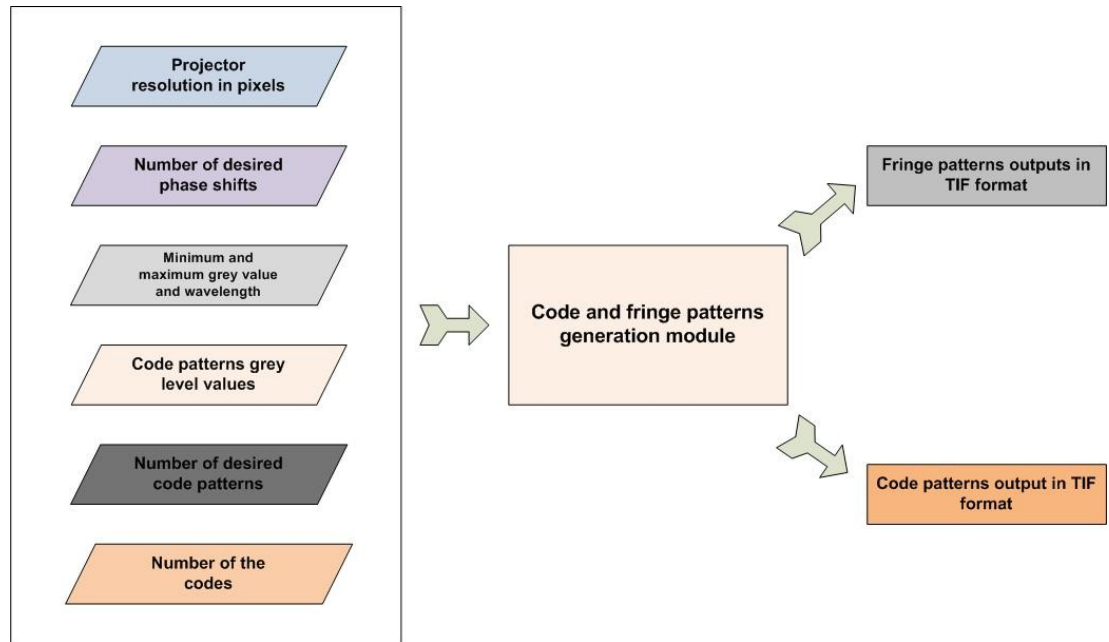 Projector
resolution in pixels
Number of desired
phase shifts
Minimum and
maximum grey value
and wavelength
Code patterns grey
level values
Number of desired
code patterns
Number of the
codes
Code and fringe patterns
generation module
Fringe patterns outputs in
TIF format
Code patterns output in TIF
format